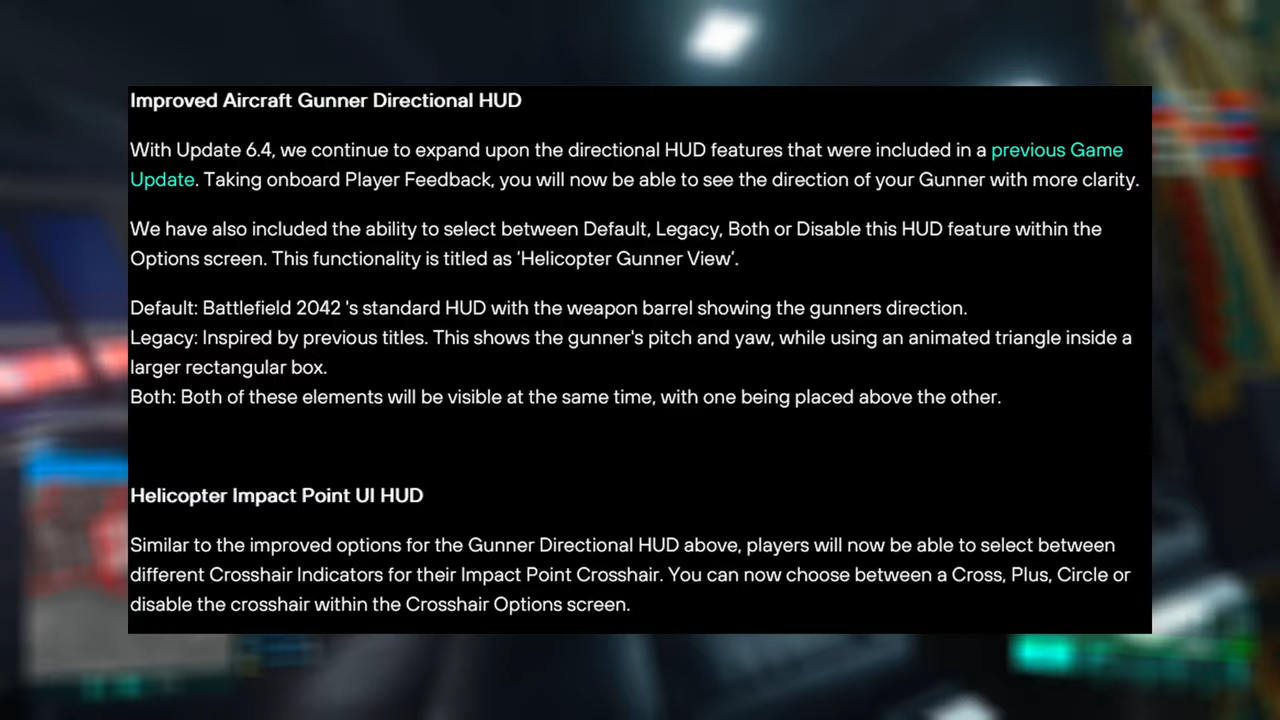 Improved Aircraft Gunner Directional HUD
With Update 6.4, we continue to expand upon the directional HUD features that were included in a previous Game
Update. Taking onboard Player Feedback, you will now be able to see the direction of your Gunner with more clarity.
We have also included the ability to select between Default, Legacy, Both or Disable this HUD feature within the
Options screen. This functionality is titled as ‘Helicopter Gunner View’.
Default: Battlefield 2042 's standard HUD with the weapon barrel showing the gunners direction.
Legacy: Inspired by previous titles. This shows the gunner's pitch and yaw, while using an animated triangle inside a
larger rectangular box.
Both: Both of these elements will be visible at the same time, with one being placed above the other.
Helicopter Impact Point UI HUD
Similar to the improved options for the Gunner Directional HUD above, players will now be able to select between
different Crosshair Indicators for their Impact Point Crosshair. You can now choose between a Cross, Plus, Circle or
disable the crosshair within the Crosshair Options screen.